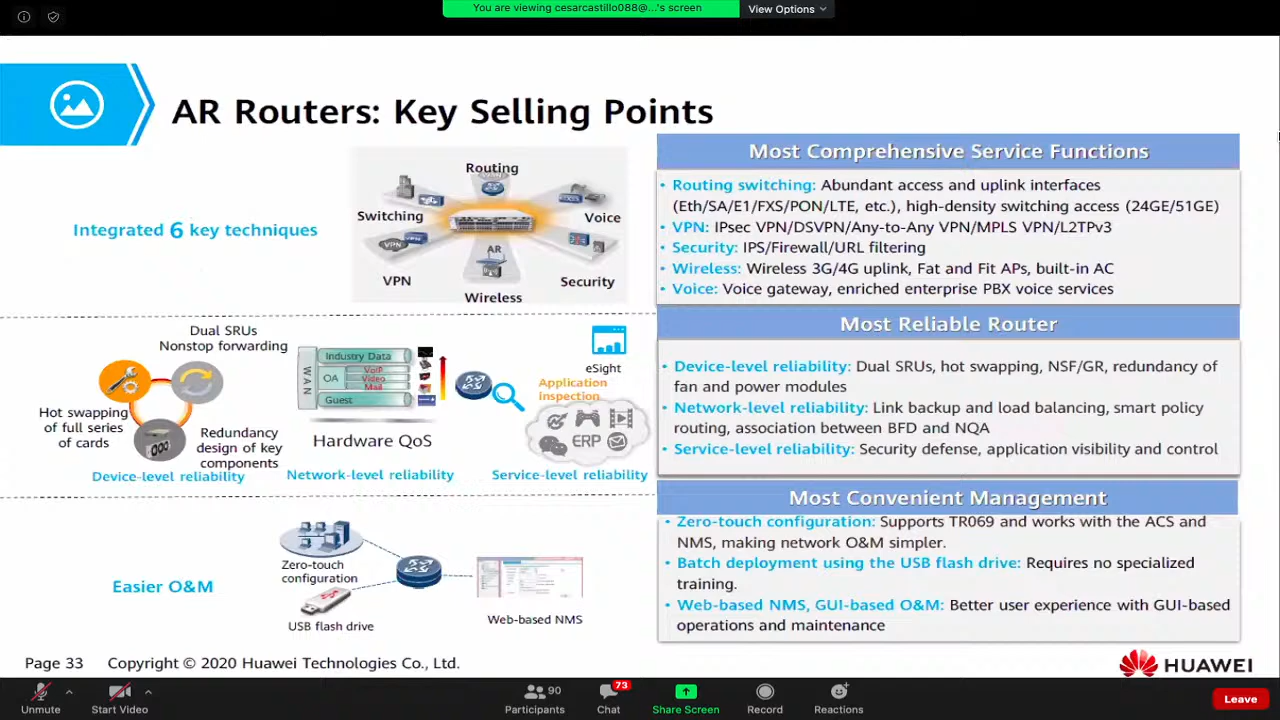 You are viewing cesarcastillo088@...'s screen
View Options
AR Routers: Key Selling Points
Integrated 6 key techniques
Routing
Switching
Voice
VPN
VPN
AR
Security
Wireless
Most Comprehensive Service Functions
• Routing switching: Abundant access and uplink interfaces
(Eth/SA/E1/FXS/PON/LTE, etc.), high-density switching access (24GE/51GE)
• VPN: IPsec VPN/DSVPN/Any-to-Any VPN/MPLS VPN/L2TPv3
• Security: IPS/Firewall/URL filtering
• Wireless: Wireless 3G/4G uplink, Fat and Fit APs, built-in AC
• Voice: Voice gateway, enriched enterprise PBX voice services
Dual SRUs
Nonstop forwarding
Hot swapping
of full series
of cards
Redundancy
design of key
components
Device-level reliability
WAN
Industry Data
OA
VoIP
Video
Mail
Guest
Hardware QoS
Network-level reliability
eSight
Application
inspection
ERP
Service-level reliability
Most Reliable Router
• Device-level reliability: Dual SRUs, hot swapping, NSF/GR, redundancy of
fan and power modules
• Network-level reliability: Link backup and load balancing, smart policy
routing, association between BFD and NQA
• Service-level reliability: Security defense, application visibility and control
Easier O&M
Zero-touch
configuration
USB flash drive
Web-based NMS
Most Convenient Management
• Zero-touch configuration: Supports TR069 and works with the ACS and
NMS, making network O&M simpler.
• Batch deployment using the USB flash drive: Requires no specialized
training.
• Web-based NMS, GUI-based O&M: Better user experience with GUI-based
operations and maintenance
Page 33 Copyright © 2020 Huawei Technologies Co., Ltd.
HUAWEI
Unmute
Start Video
90
Participants
73
Chat
Share Screen
Record
Reactions
Leave